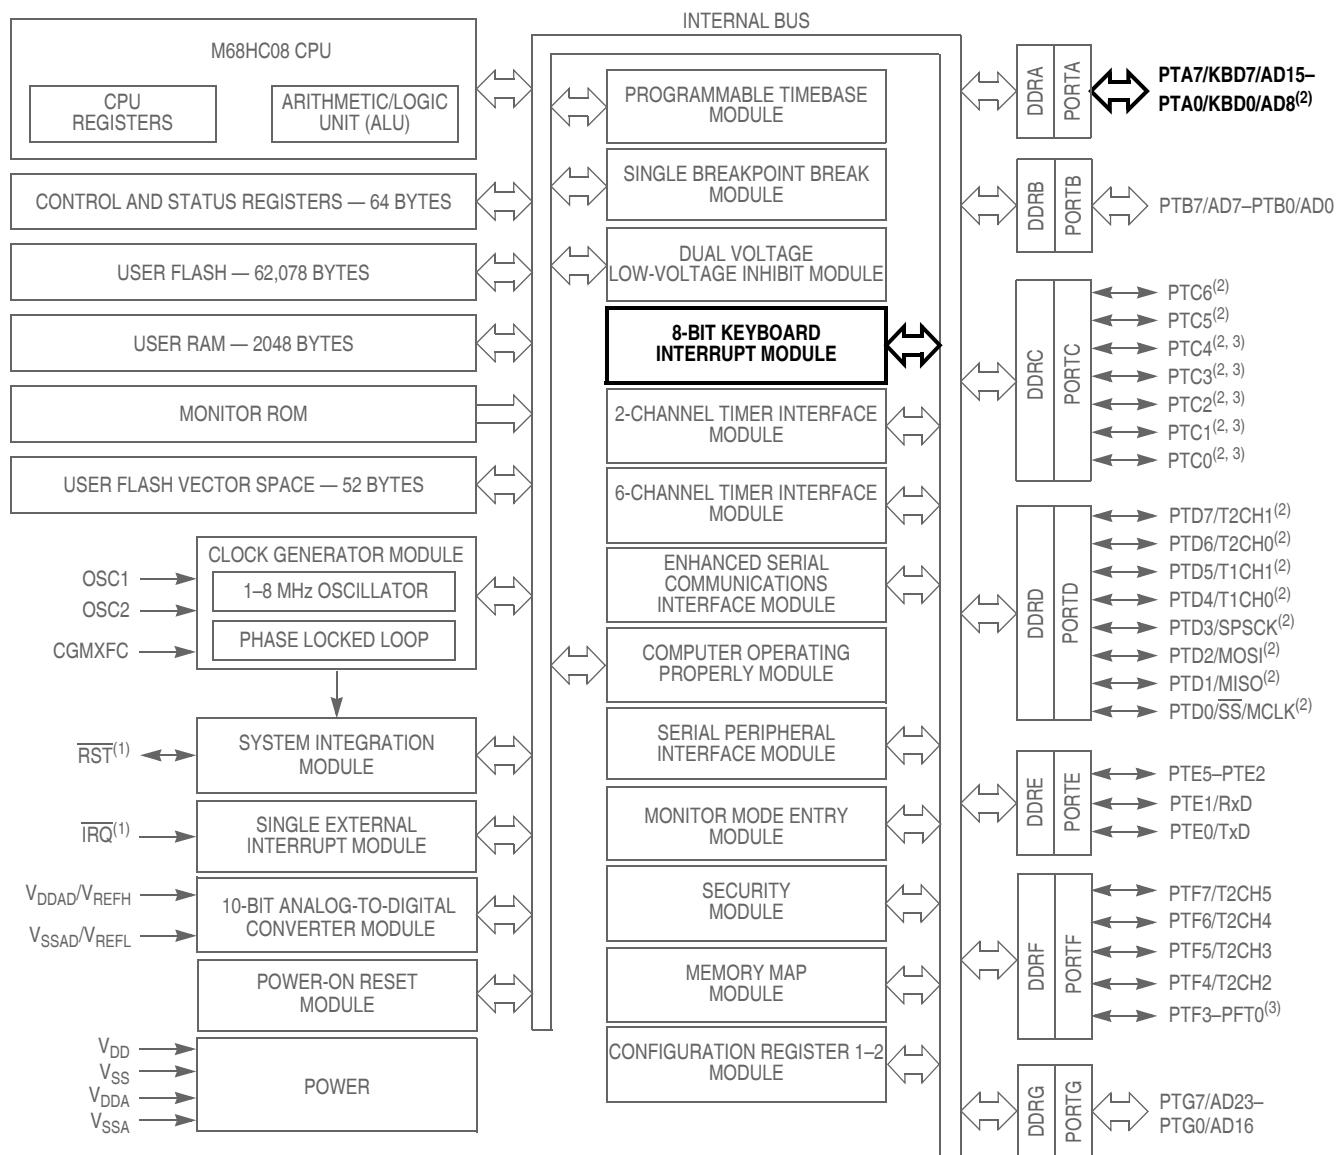 INTERNAL BUS
M68HC08 CPU
CPU
REGISTERS
ARITHMETIC/LOGIC
UNIT (ALU)
CONTROL AND STATUS REGISTERS — 64 BYTES
USER FLASH — 62,078 BYTES
USER RAM — 2048 BYTES
MONITOR ROM
USER FLASH VECTOR SPACE — 52 BYTES
CLOCK GENERATOR MODULE
1–8 MHz OSCILLATOR
PHASE LOCKED LOOP
OSC1
OSC2
CGMXFC
SYSTEM INTEGRATION
MODULE
RST(1)
SINGLE EXTERNAL
INTERRUPT MODULE
IRQ(1)
10-BIT ANALOG-TO-DIGITAL
CONVERTER MODULE
VDDAD/VREFH
VSSAD/VREFL
POWER-ON RESET
MODULE
POWER
VDD
VSS
VDDA
VSSA
PROGRAMMABLE TIMEBASE
MODULE
SINGLE BREAKPOINT BREAK
MODULE
DUAL VOLTAGE
LOW-VOLTAGE INHIBIT MODULE
8-BIT KEYBOARD
INTERRUPT MODULE
2-CHANNEL TIMER INTERFACE
MODULE
6-CHANNEL TIMER INTERFACE
MODULE
ENHANCED SERIAL
COMMUNICATIONS
INTERFACE MODULE
COMPUTER OPERATING
PROPERLY MODULE
SERIAL PERIPHERAL
INTERFACE MODULE
MONITOR MODE ENTRY
MODULE
SECURITY
MODULE
MEMORY MAP
MODULE
CONFIGURATION REGISTER 1–2
MODULE
DDRA
PORTA
PTA7/KBD7/AD15–
PTA0/KBD0/AD8(2)
DDRB
PORTB
PTB7/AD7–PTB0/AD0
DDRC
PORTC
PTC6(2)
PTC5(2)
PTC4(2, 3)
PTC3(2, 3)
PTC2(2, 3)
PTC1(2, 3)
PTC0(2, 3)
DDRD
PORTD
PTD7/T2CH1(2)
PTD6/T2CH0(2)
PTD5/T1CH1(2)
PTD4/T1CH0(2)
PTD3/SPSCK(2)
PTD2/MOSI(2)
PTD1/MISO(2)
PTD0/SS/MCLK(2)
DDRE
PORTE
PTE5–PTE2
PTE1/RxD
PTE0/TxD
DDRF
PORTF
PTF7/T2CH5
PTF6/T2CH4
PTF5/T2CH3
PTF4/T2CH2
PTF3–PFT0(3)
DDRG
PORTG
PTG7/AD23–
PTG0/AD16